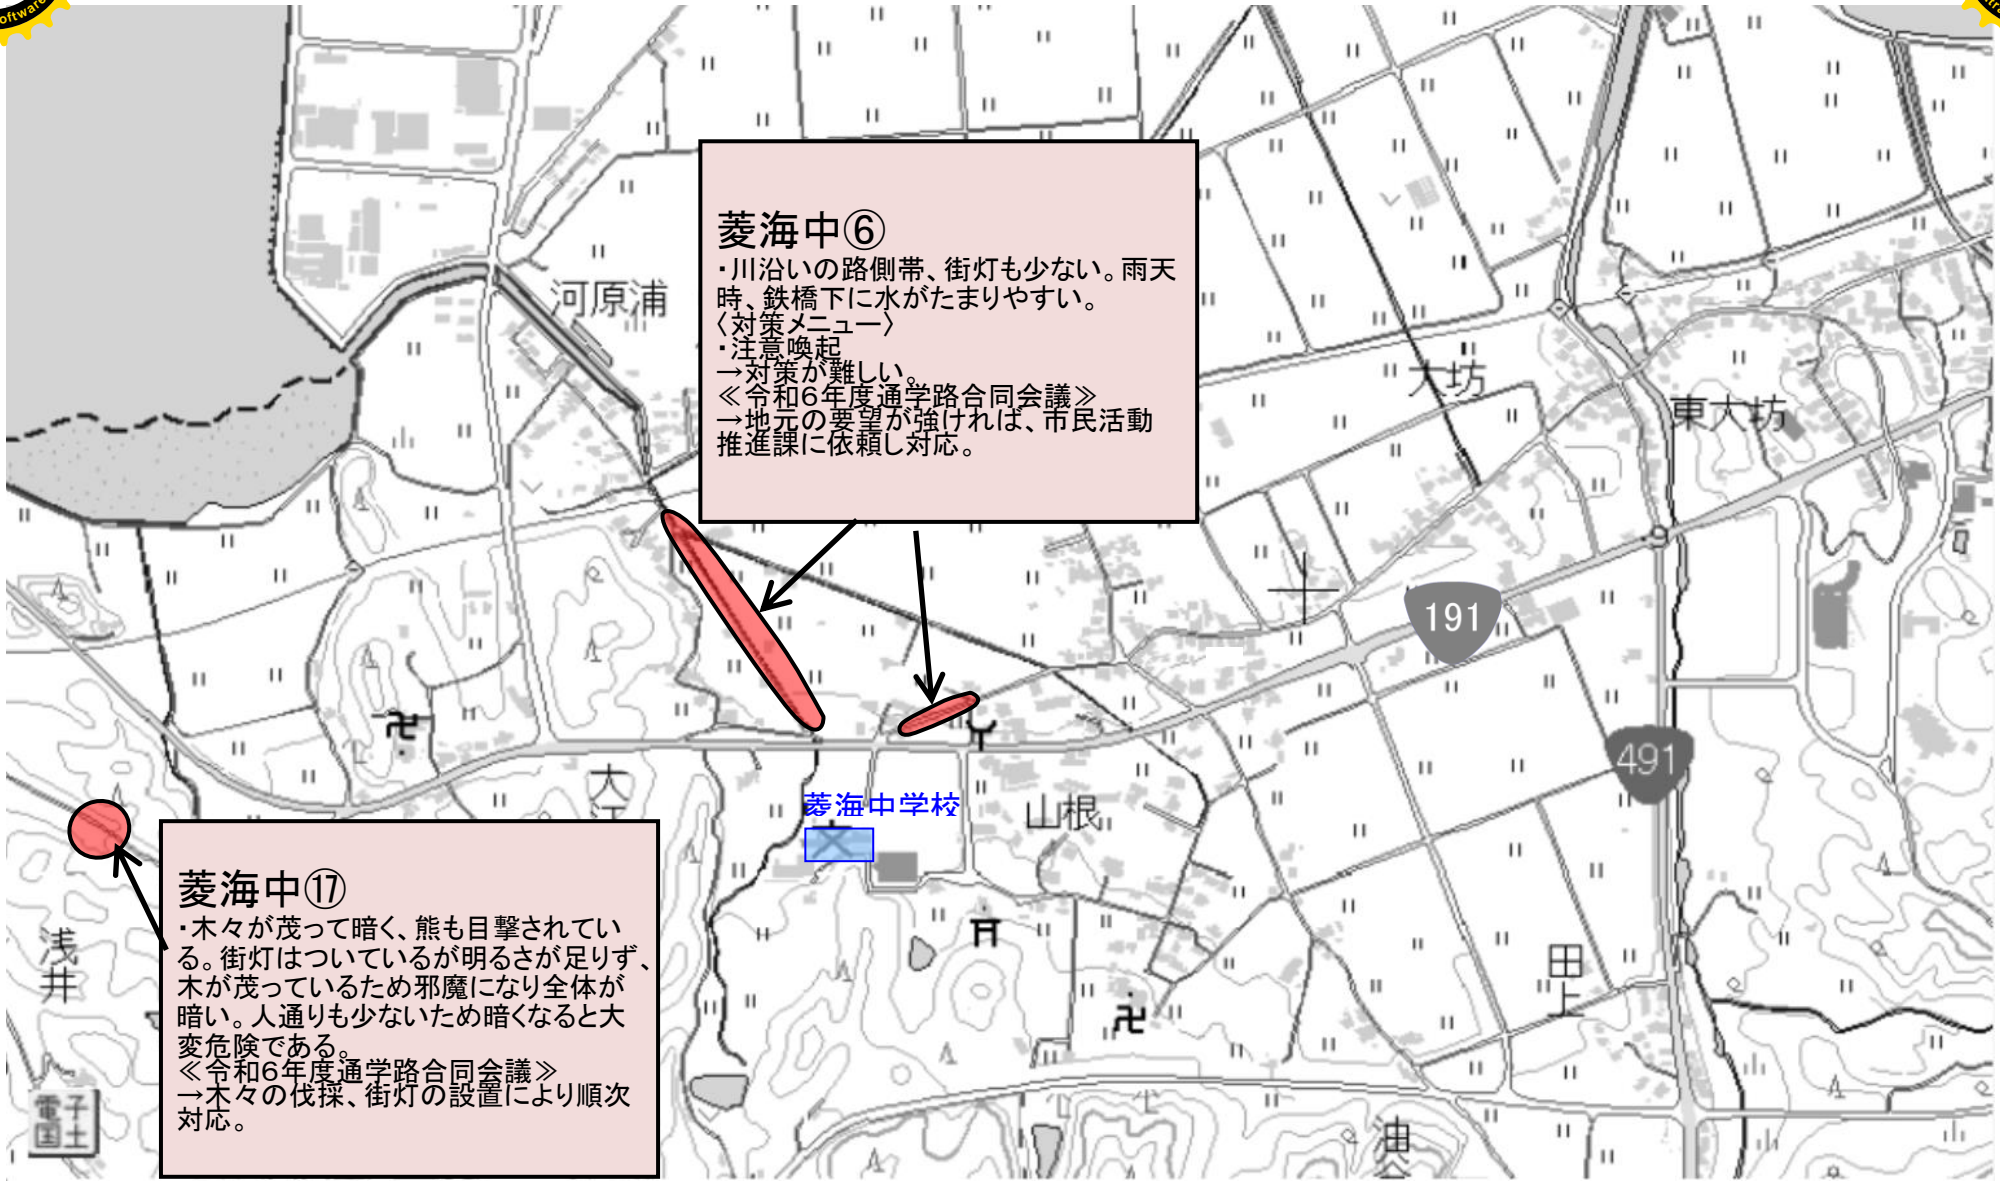 oftware
河原浦
菱海中⑥
・川沿いの路側帯、街灯も少ない。雨天
時、鉄橋下に水がたまりやすい。
〈対策メニュー〉
・注意喚起
→対策が難しい。
≪令和6年度通学路合同会議≫
→地元の要望が強ければ、市民活動
推進課に依頼し対応。
大坊
東大坊
191
491
菱海中学校
山根
菱海中⑰
・木々が茂って暗く、熊も目撃されてい
る。街灯はついているが明るさが足りず、
木が茂っているため邪魔になり全体が
暗い。人通りも少ないため暗くなると大
変危険である。
≪令和6年度通学路合同会議≫
→木々の伐採、街灯の設置により順次
対応。
浅井
田上
電子
国土